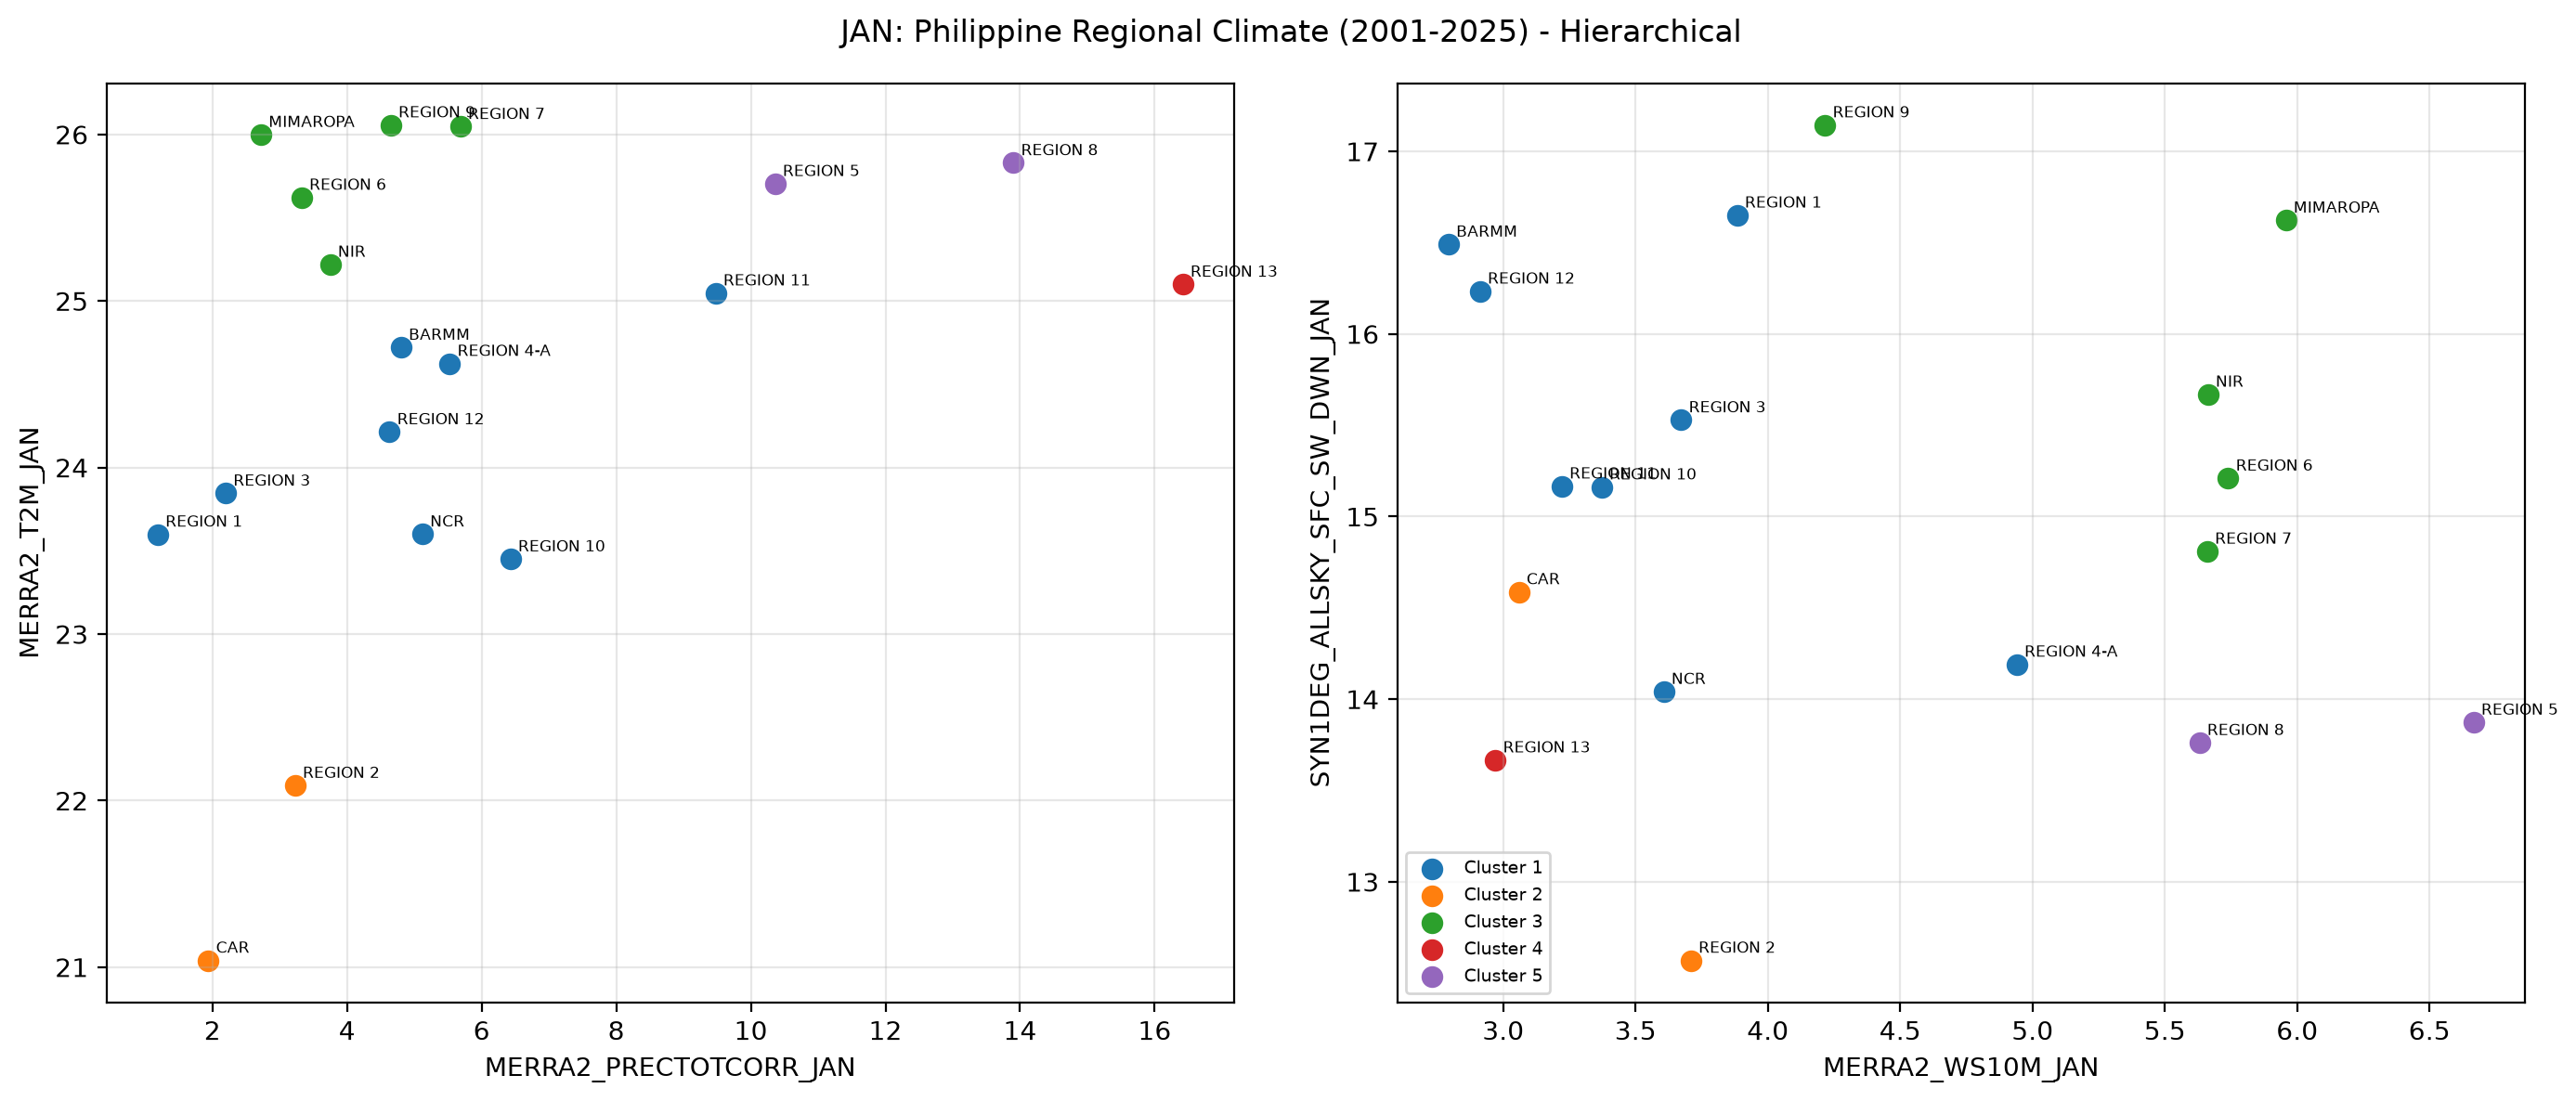 JAN: Philippine Regional Climate (2001-2025) - Hierarchical
MERRA2_T2M_JAN
26
25
24
23
22
21
MIMAROPA
REGION 9
REGION 7
REGION 6
NIR
REGION 5
REGION 8
REGION 13
REGION 11
BARMM
REGION 4-A
REGION 12
REGION 3
REGION 1
NCR
REGION 10
REGION 2
CAR
2 4 6 8 10 12 14 16
MERRA2_PRECTOTCORR_JAN
SYN1DEG_ALLSKY_SFC_SW_DWN_JAN
17
16
15
14
13
REGION 9
REGION 1
MIMAROPA
BARMM
REGION 12
NIR
REGION 3
REGION 11
REGION 10
REGION 6
REGION 7
CAR
REGION 4-A
NCR
REGION 5
REGION 8
REGION 13
REGION 2
Cluster 1
Cluster 2
Cluster 3
Cluster 4
Cluster 5
3.0 3.5 4.0 4.5 5.0 5.5 6.0 6.5
MERRA2_WS10M_JAN